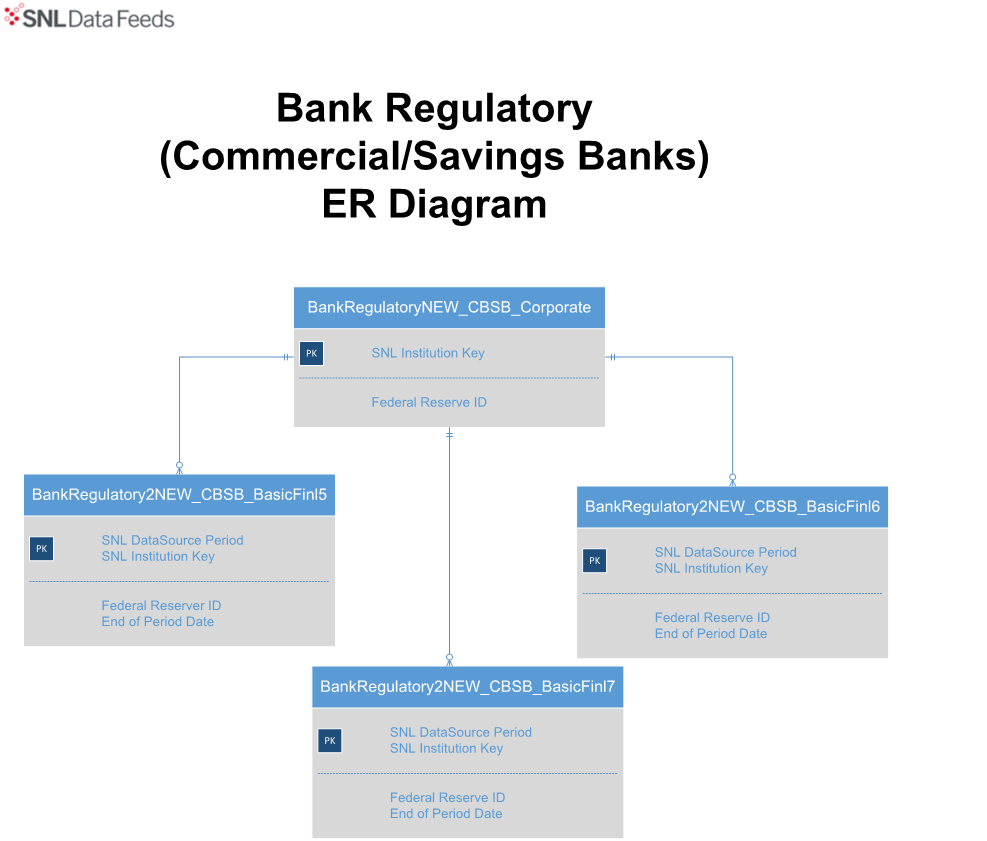 SNL Data Feeds
Bank Regulatory
(Commercial/Savings Banks)
ER Diagram
BankRegulatoryNEW_CBSB_Corporate
PK
SNL Institution Key
Federal Reserve ID
BankRegulatory2NEW_CBSB_BasicFinl5
PK
SNL DataSource Period
SNL Institution Key
Federal Reserver ID
End of Period Date
BankRegulatory2NEW_CBSB_BasicFinl6
PK
SNL DataSource Period
SNL Institution Key
Federal Reserve ID
End of Period Date
BankRegulatory2NEW_CBSB_BasicFinl7
PK
SNL DataSource Period
SNL Institution Key
Federal Reserve ID
End of Period Date